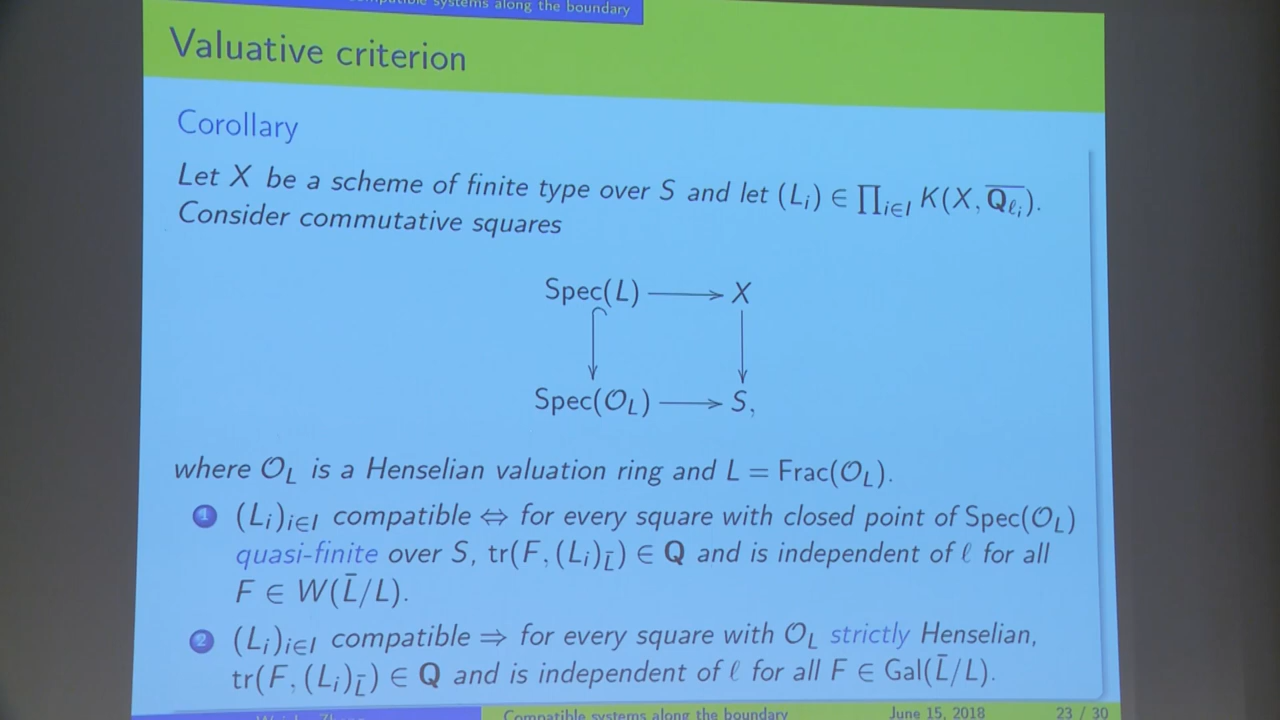 systems along the boundary
Valuative criterion
Corollary
Let X be a scheme of finite type over S and let (L_i) ∈ ∏_{i∈I} K(X, \overline{Q_{ℓ_i}}).
Consider commutative squares
Spec(L) ⟶ X
Spec(𝒪_L) ⟶ S,
where 𝒪_L is a Henselian valuation ring and L = Frac(𝒪_L).
1 (L_i)_{i∈I} compatible ⇔ for every square with closed point of Spec(𝒪_L)
quasi-finite over S, tr(F, (L_i)_{\bar{L}}) ∈ Q and is independent of ℓ for all
F ∈ W(\bar{L}/L).
2 (L_i)_{i∈I} compatible ⇒ for every square with 𝒪_L strictly Henselian,
tr(F, (L_i)_{\bar{L}}) ∈ Q and is independent of ℓ for all F ∈ Gal(\bar{L}/L).
Compatible systems along the boundary June 15, 2018 23 / 30